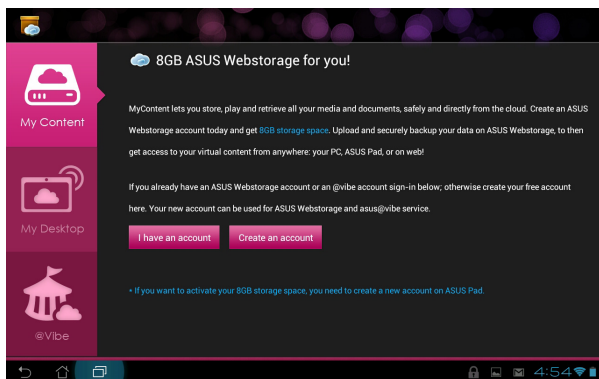 8GB ASUS Webstorage for you!
My Content
MyContent lets you store, play and retrieve all your media and documents, safely and directly from the cloud. Create an ASUS
Webstorage account today and get 8GB storage space. Upload and securely backup your data on ASUS Webstorage, to then
get access to your virtual content from anywhere: your PC, ASUS Pad, or on web!
My Desktop
If you already have an ASUS Webstorage account or an @vibe account sign-in below; otherwise create your free account
here. Your new account can be used for ASUS Webstorage and asus@vibe service.
I have an account
Create an account
@Vibe
* If you want to activate your 8GB storage space, you need to create a new account on ASUS Pad.
4:54